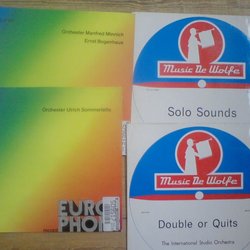 Orchester Manfred Minnich
Ernst Bogenhaus
Orchester Ulrich Sommerlatte
EURO
PHON
Music De Wolfe
Solo Sounds
Music De Wolfe
Double or Quits
The International Studio Orchestra